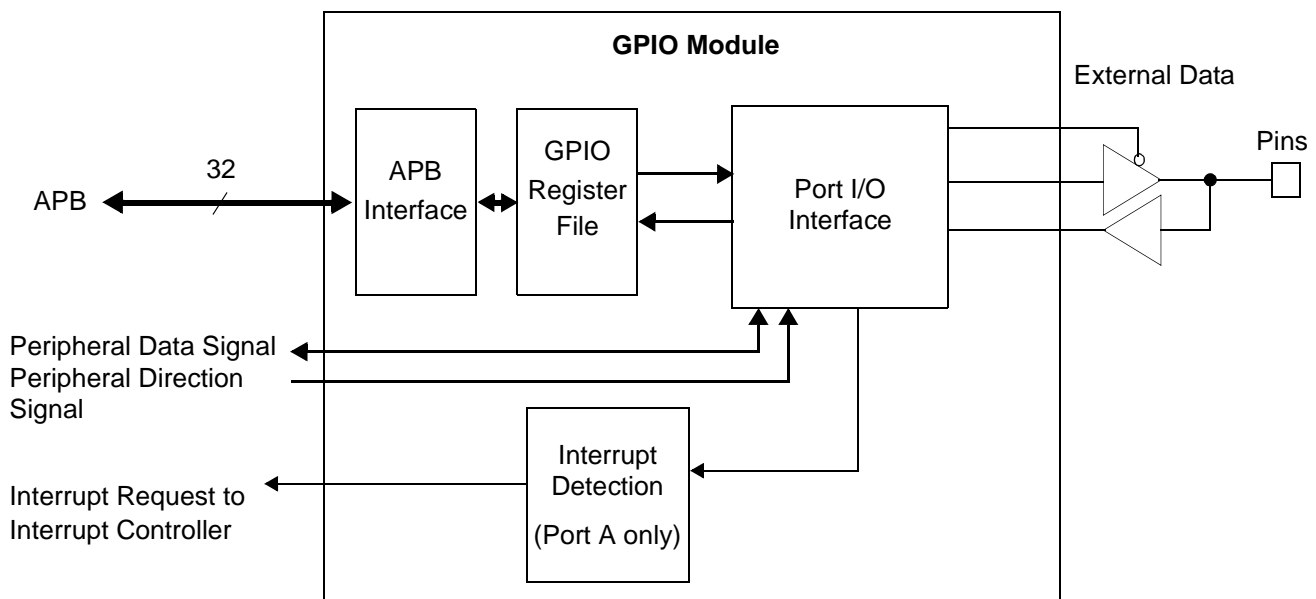 GPIO Module
External Data
Pins
32
APB
APB
Interface
GPIO
Register
File
Port I/O
Interface
Peripheral Data Signal
Peripheral Direction
Signal
Interrupt
Detection
(Port A only)
Interrupt Request to
Interrupt Controller